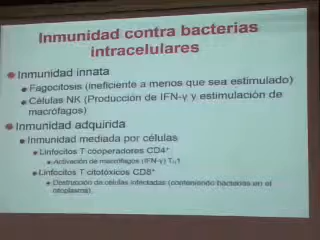 Inmunidad contra bacterias
intracelulares
Inmunidad innata
Fagocitosis (ineficiente a menos que sea estimulado)
Células NK (Producción de IFN-γ y estimulación de
macrófagos)
Inmunidad adquirida
Inmunidad mediada por células
Linfocitos T cooperadores CD4⁺
Activación de macrófagos (IFN-γ) TH1
Linfocitos T citotóxicos CD8⁺
Destrucción de células infectadas (conteniendo bacterias en el
citoplasma).